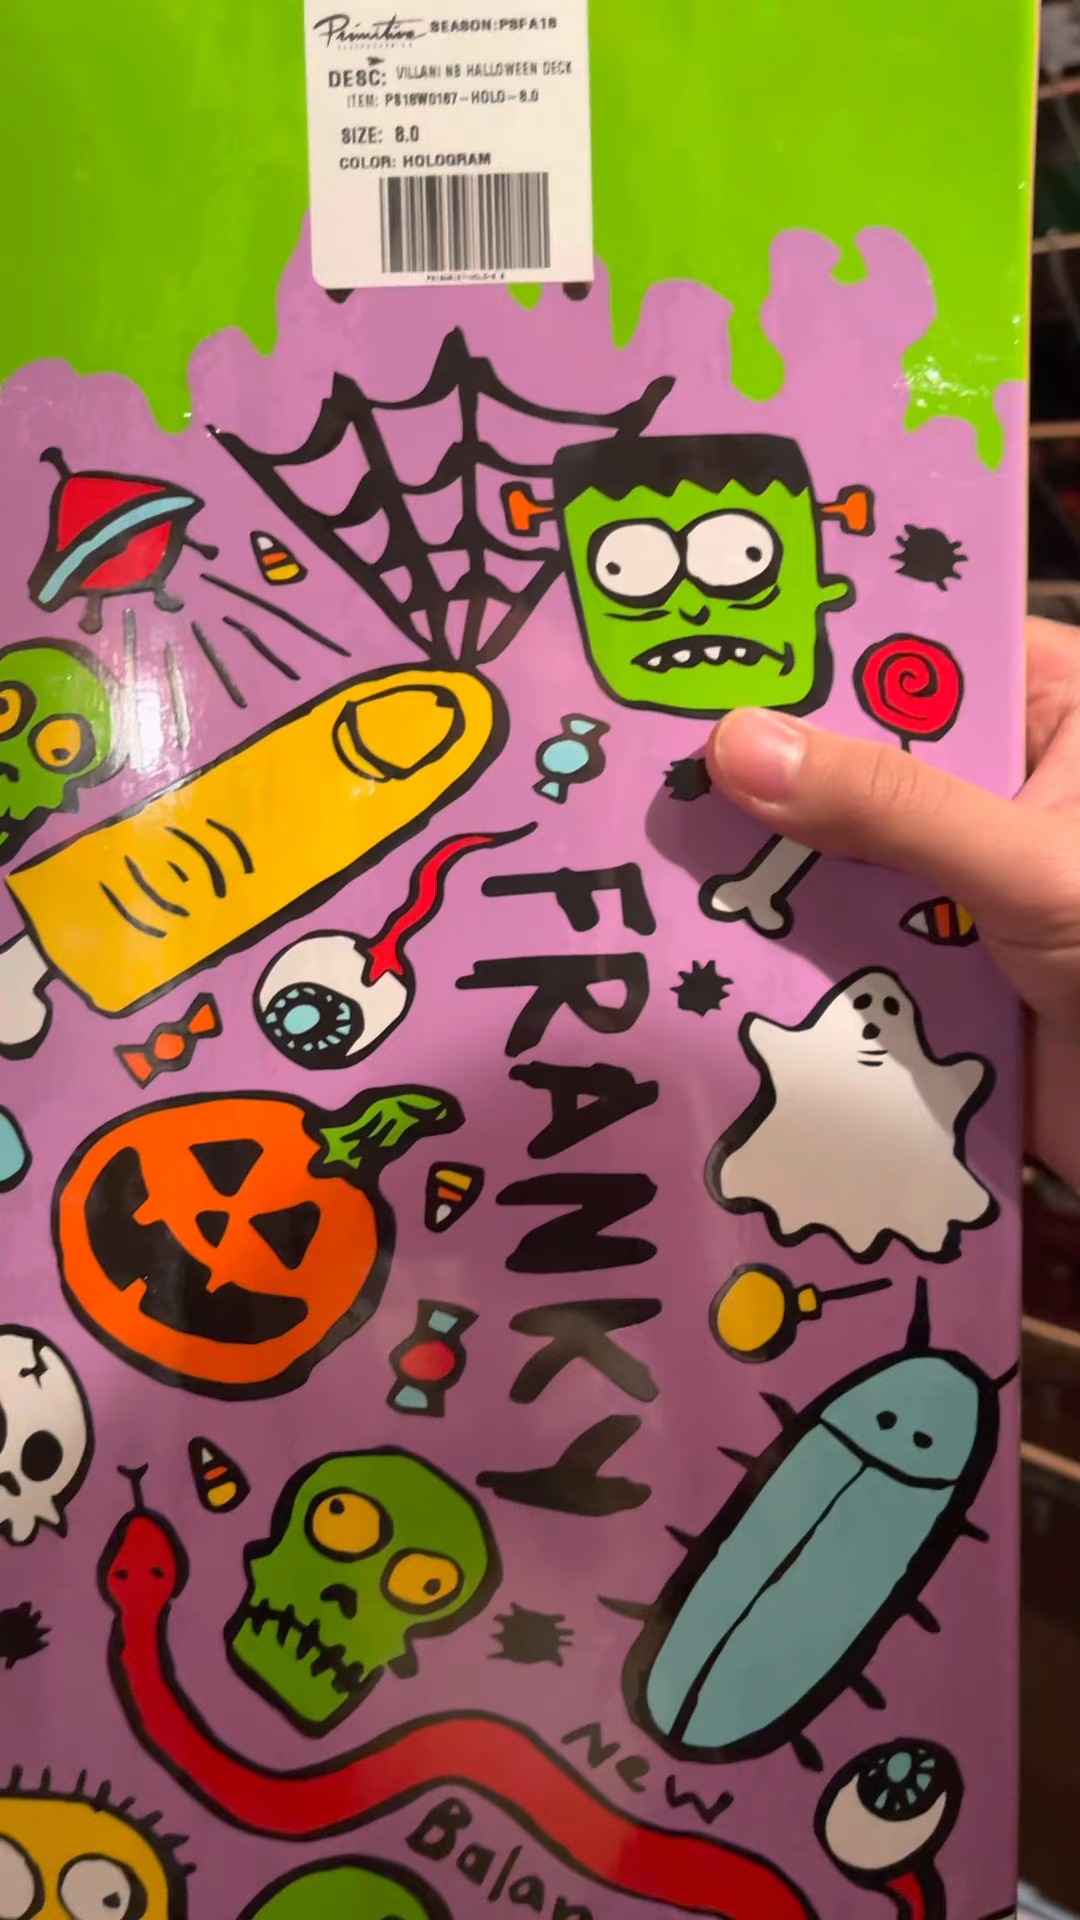 Primitive SEASON:PSFA18
DESC: VILLANI NB HALLOWEEN DECK
ITEM: PS18W0167-HOLO-8.0
SIZE: 8.0
COLOR: HOLOGRAM
FRANKY
New
Balan